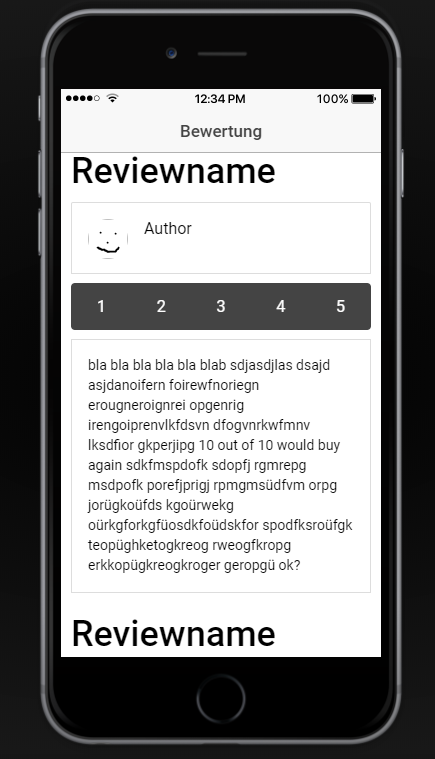 12:34 PM 100%
Bewertung
Reviewname
Author
1 2 3 4 5
bla bla bla bla bla blab sdjasdjlas dsajd
asjdanoifern foirewfnoriegn
erougneroignrei opgenrig
irengoiprenvlkfdsvn dfogvnrkwfmnv
lksdfior gkperjipg 10 out of 10 would buy
again sdkfmspdofk sdopfj rgmrepg
msdpofk porefjprigj rpmgmsüdfvm orpg
jorügkoüfds kgoürwekg
oürkgforkgfüosdkfoüdskfor spodfksroüfgk
teopüghketogkreog rweogfkropg
erkkopügkreogkroger geropgü ok?
Reviewname